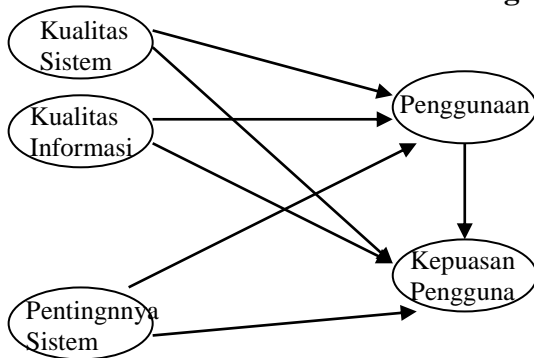 g
Kualitas
Sistem
Penggunaan
Kualitas
Informasi
Kepuasan
Pengguna
Pentingnnya
Sistem